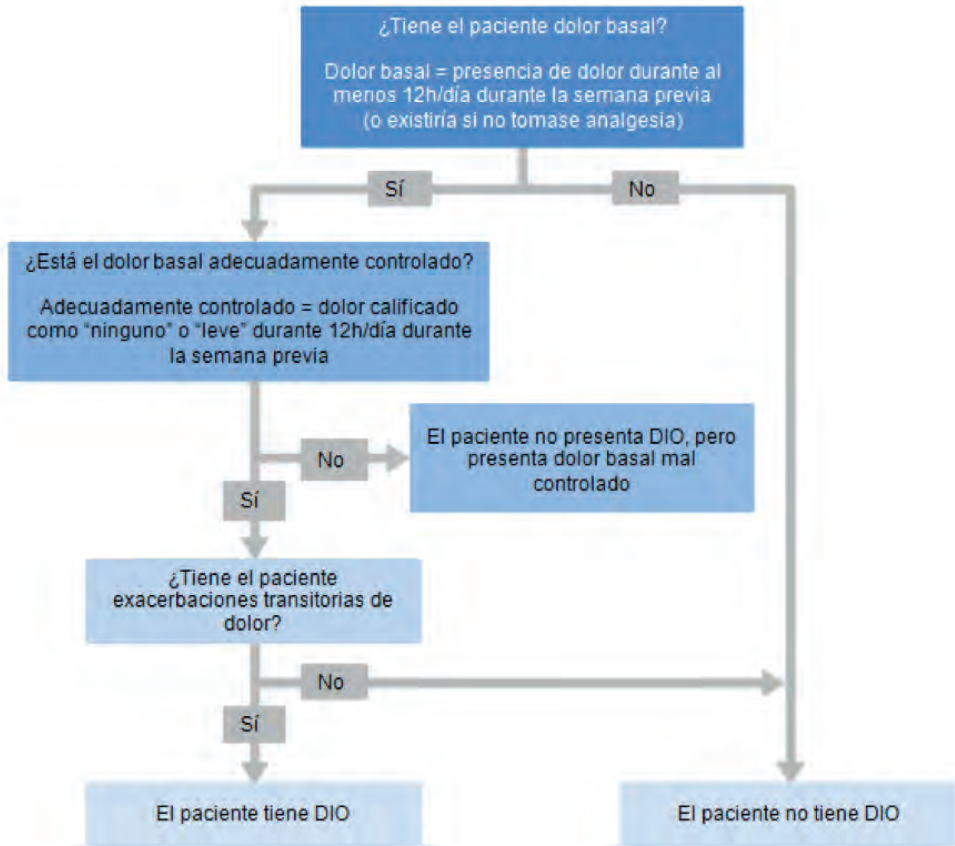 ¿Tiene el paciente dolor basal?
Dolor basal = presencia de dolor durante al
menos 12h/día durante la semana previa
(o existiría si no tomase analgesia)
Sí
No
¿Está el dolor basal adecuadamente controlado?
Adecuadamente controlado = dolor calificado
como “ninguno” o “leve” durante 12h/día durante
la semana previa
No
El paciente no presenta DIO, pero
presenta dolor basal mal
controlado
Sí
¿Tiene el paciente
exacerbaciones transitorias de
dolor?
No
Sí
El paciente tiene DIO
El paciente no tiene DIO